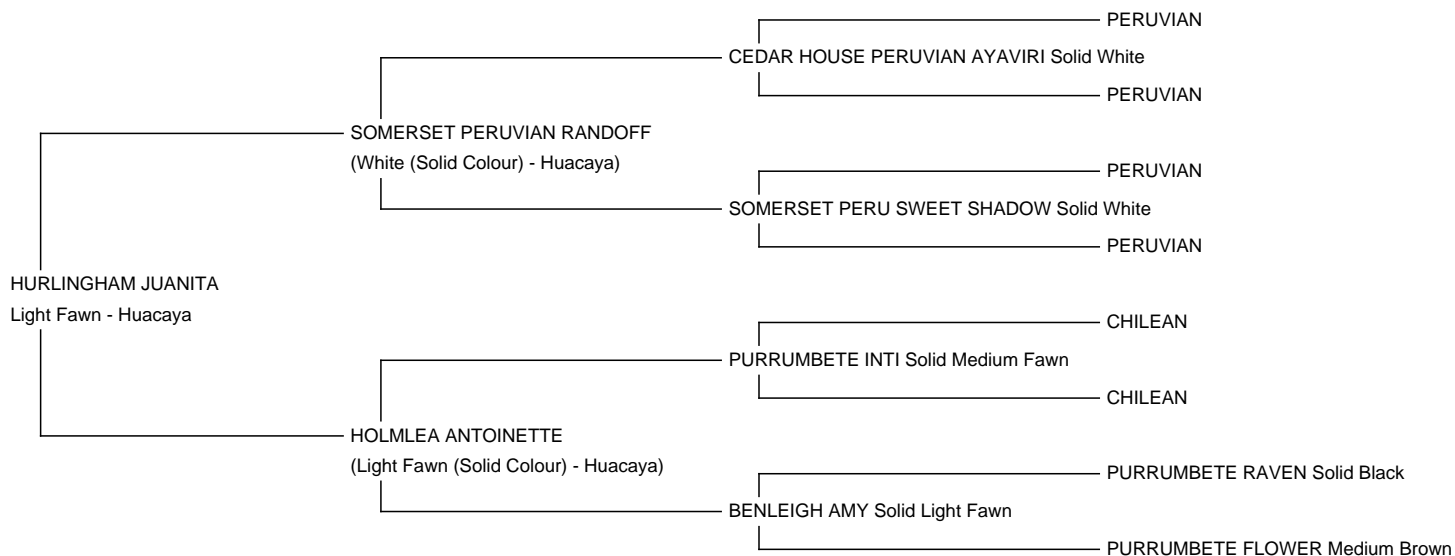 PERUVIAN
CEDAR HOUSE PERUVIAN AYAVIRI Solid White
PERUVIAN
SOMERSET PERUVIAN RANDOFF
(White (Solid Colour) - Huacaya)
PERUVIAN
SOMERSET PERU SWEET SHADOW Solid White
PERUVIAN
HURLINGHAM JUANITA
Light Fawn - Huacaya
CHILEAN
PURRUMBETE INTI Solid Medium Fawn
CHILEAN
HOLMLEA ANTOINETTE
(Light Fawn (Solid Colour) - Huacaya)
PURRUMBETE RAVEN Solid Black
BENLEIGH AMY Solid Light Fawn
PURRUMBETE FLOWER Medium Brown